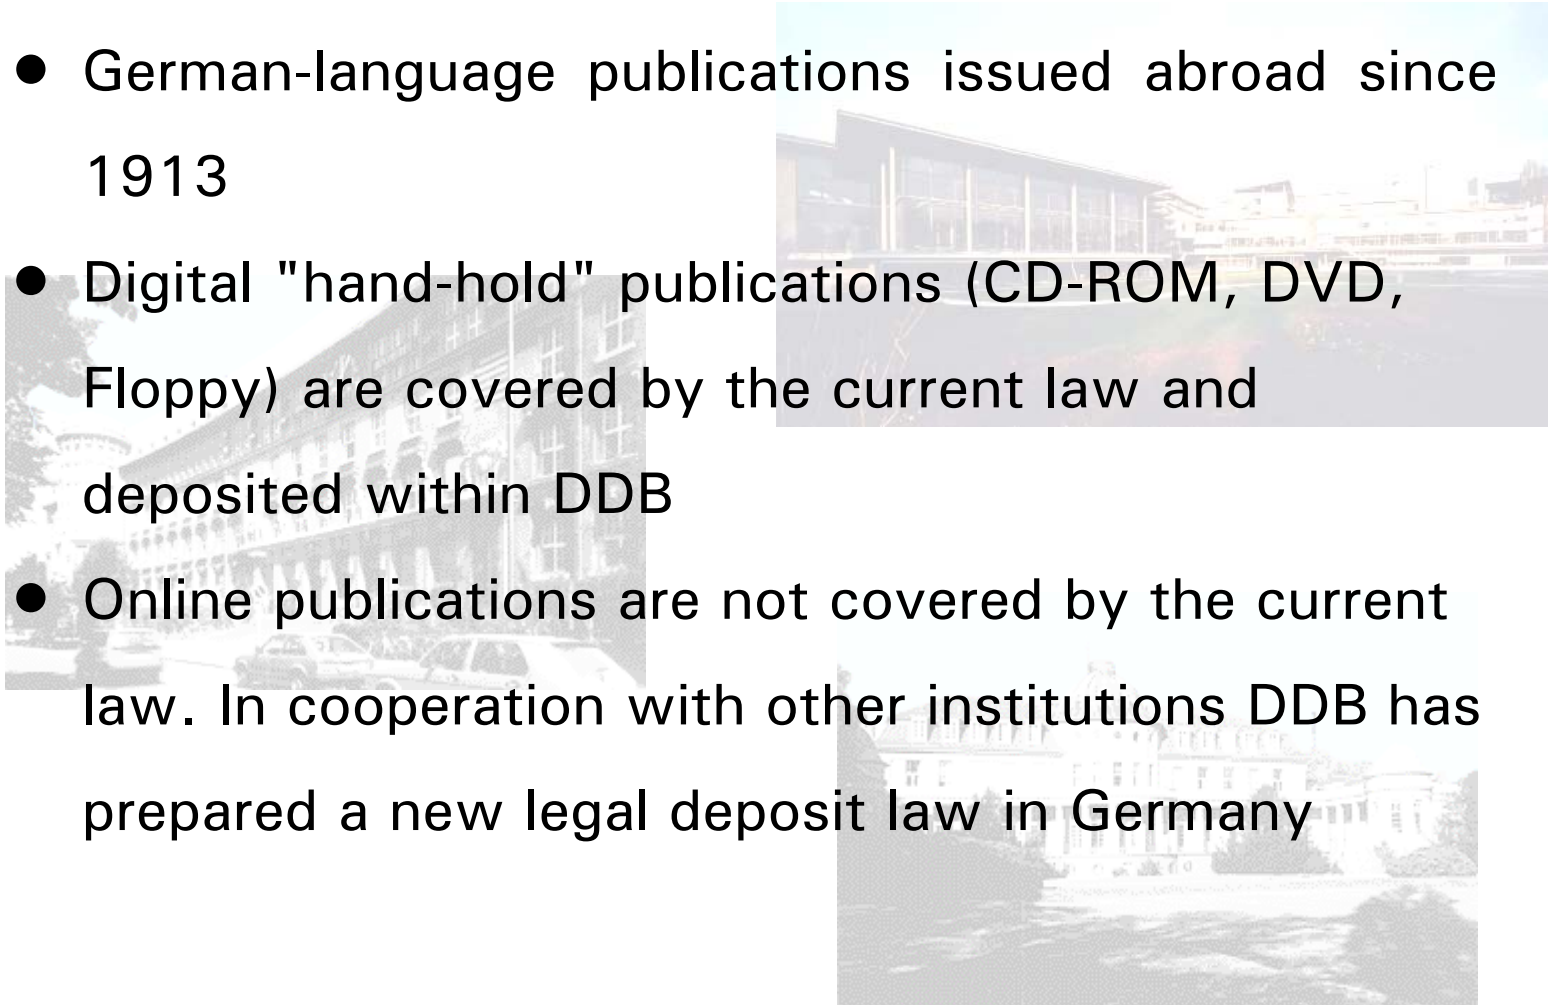 ● German-language publications issued abroad since
1913
● Digital "hand-hold" publications (CD-ROM, DVD,
Floppy) are covered by the current law and
deposited within DDB
● Online publications are not covered by the current
law. In cooperation with other institutions DDB has
prepared a new legal deposit law in Germany